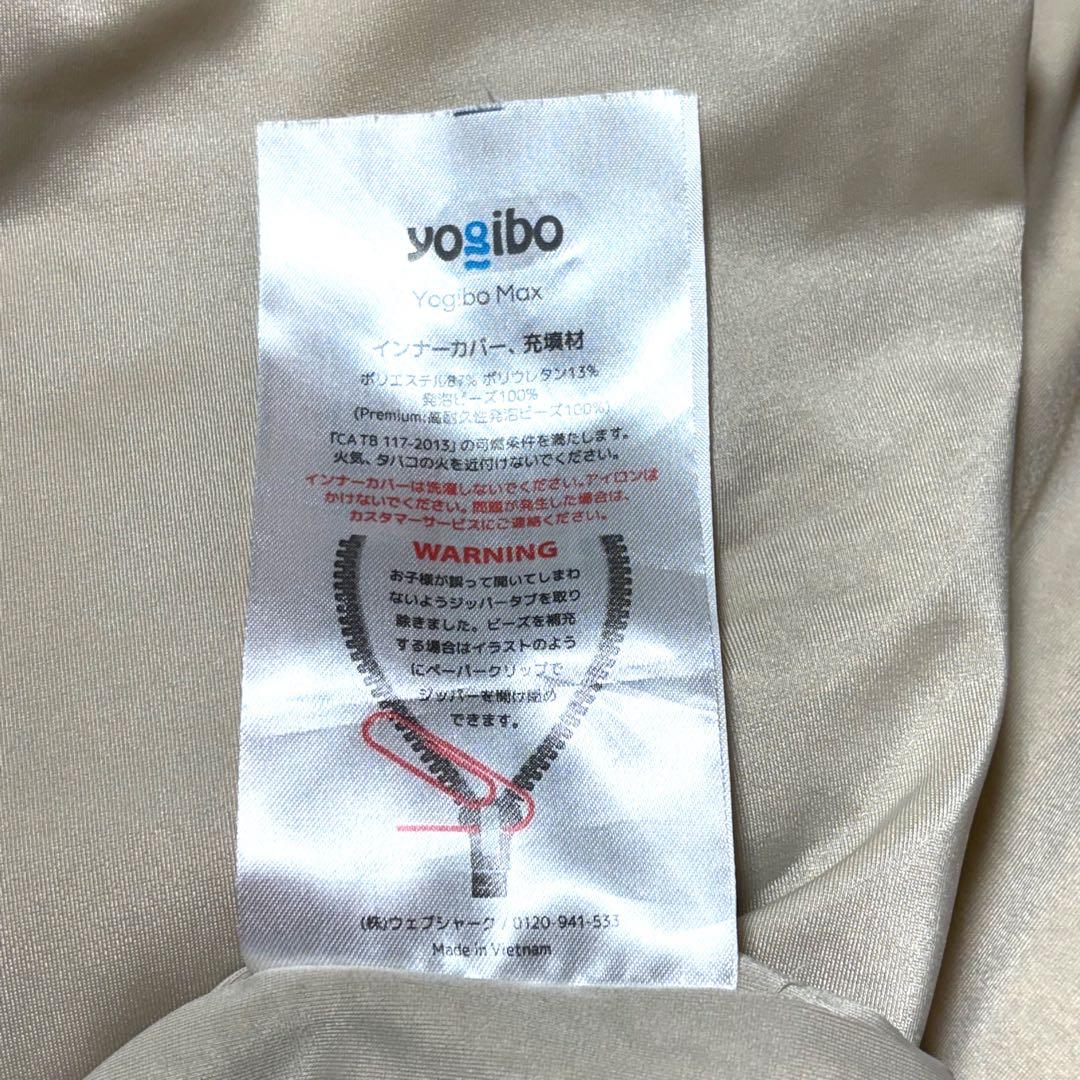 yogibo
Yogibo Max
インナーカバー、充填材
ポリエステル87% ポリウレタン13%
発泡ビーズ100%
(Premium:高耐久性発泡ビーズ100%)
「CA TB 117-2013」の可燃条件を満たします。
火気、タバコの火を近付けないでください。
インナーカバーは洗濯しないでください。アイロンは
かけないでください。問題が発生した場合は、
カスタマーサービスにご連絡ください。
WARNING
お子様が誤って開いてしまわ
ないようジッパータブを取り
除きました。ビーズを補充
する場合はイラストのよう
にペーパークリップで
ジッパーを開け閉め
できます。
(株)ウェブシャーク / 0120-941-533
Made in Vietnam